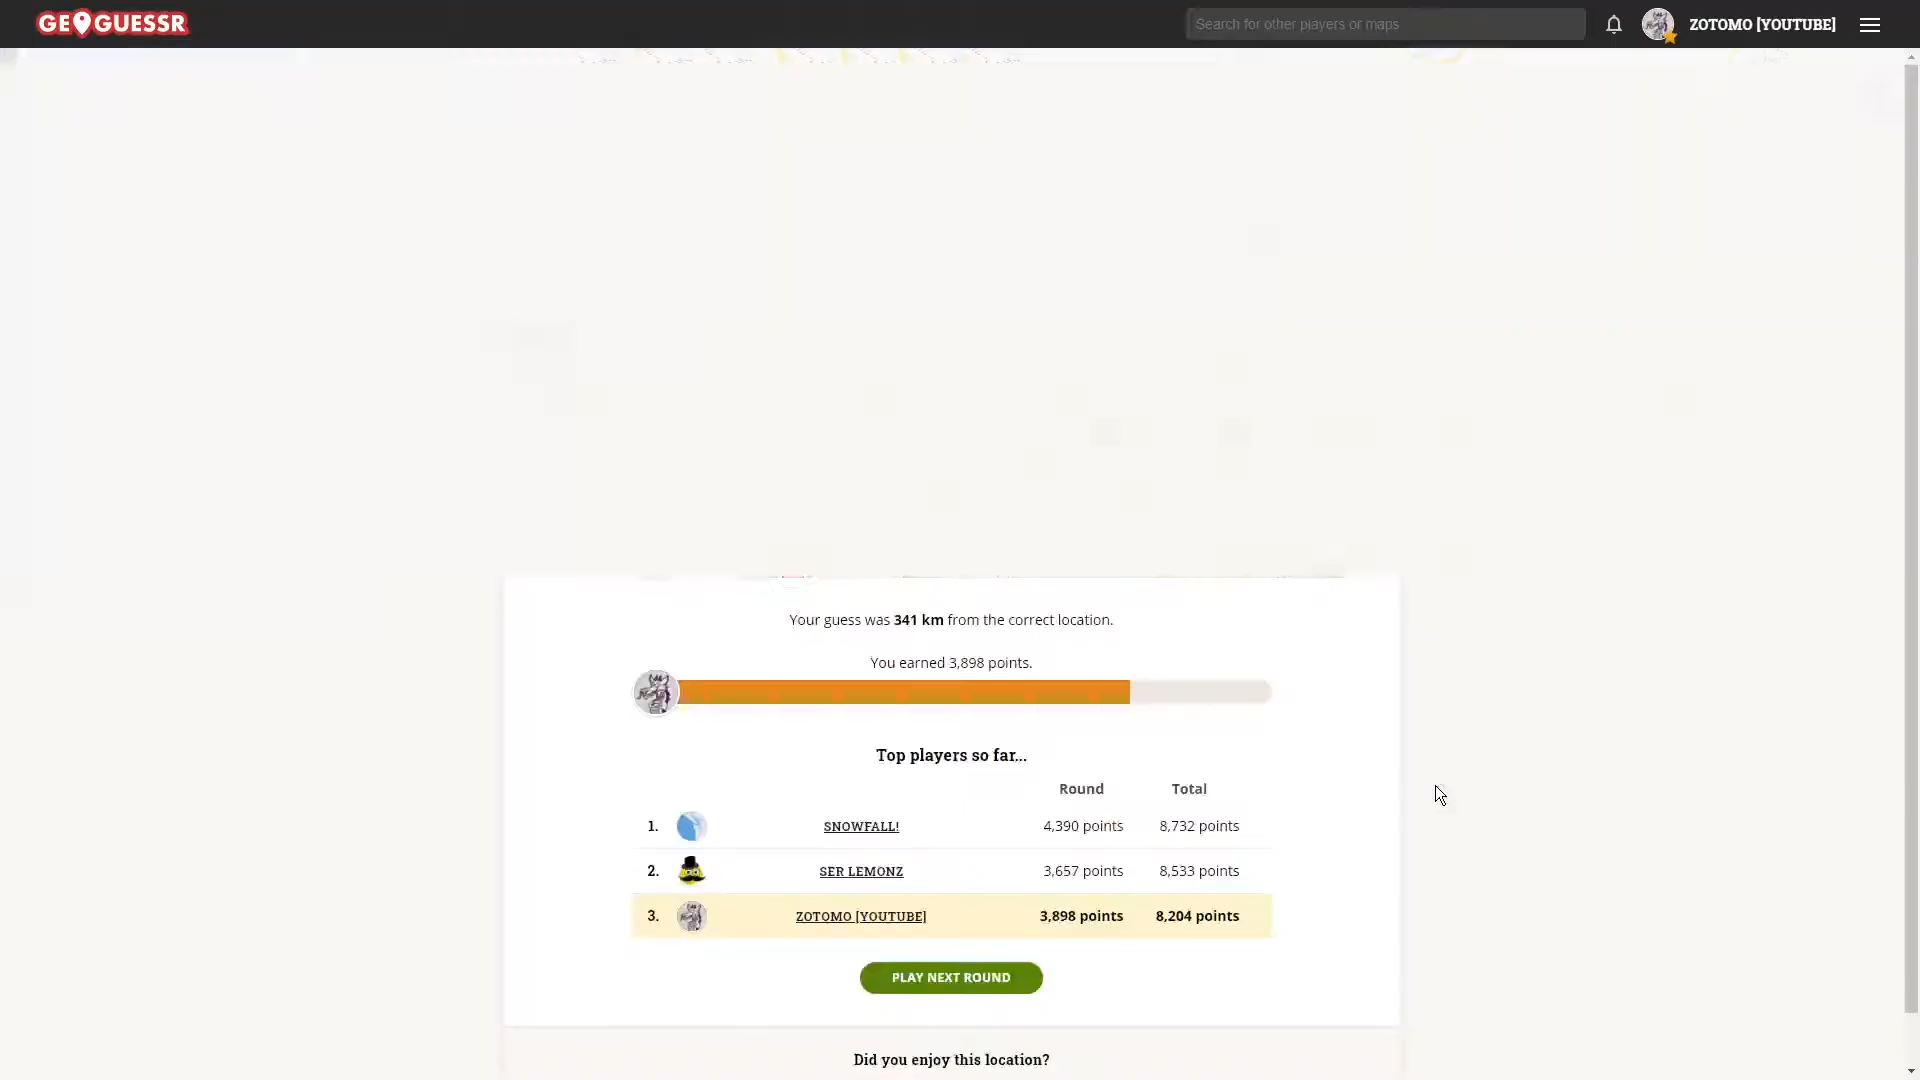 GEOGUESSR
Search for other players or maps
ZOTOMO [YOUTUBE]
Your guess was 341 km from the correct location.
You earned 3,898 points.
Top players so far...
Round Total
1. SNOWFALL! 4,390 points 8,732 points
2. SER LEMONZ 3,657 points 8,533 points
3. ZOTOMO [YOUTUBE] 3,898 points 8,204 points
PLAY NEXT ROUND
Did you enjoy this location?